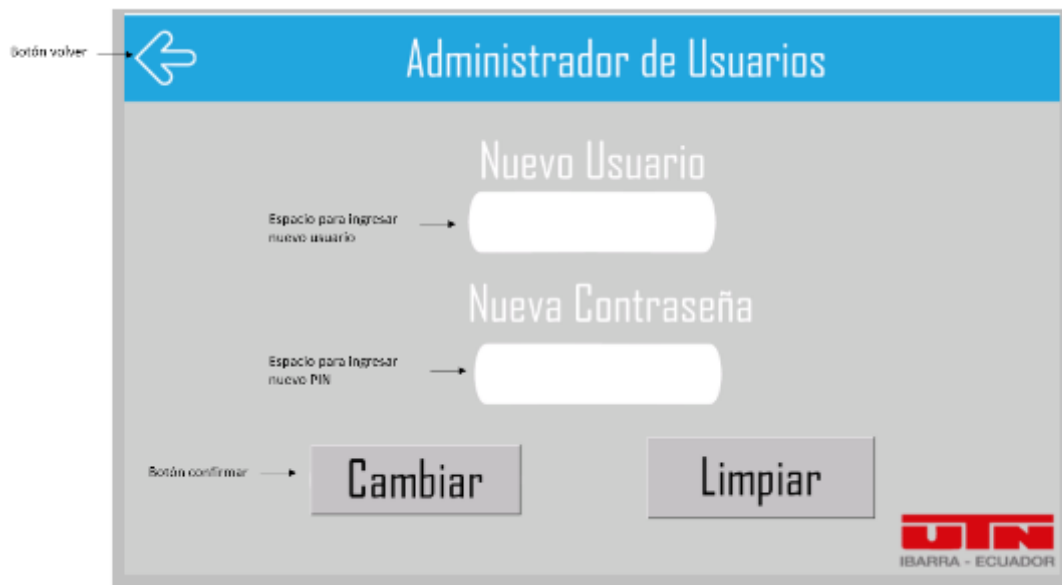 Botón volver
Administrador de Usuarios
Nuevo Usuario
Espacio para ingresar
nuevo usuario
Nueva Contraseña
Espacio para ingresar
nuevo PIN
Botón confirmar
Cambiar
Limpiar
UTN
IBARRA - ECUADOR